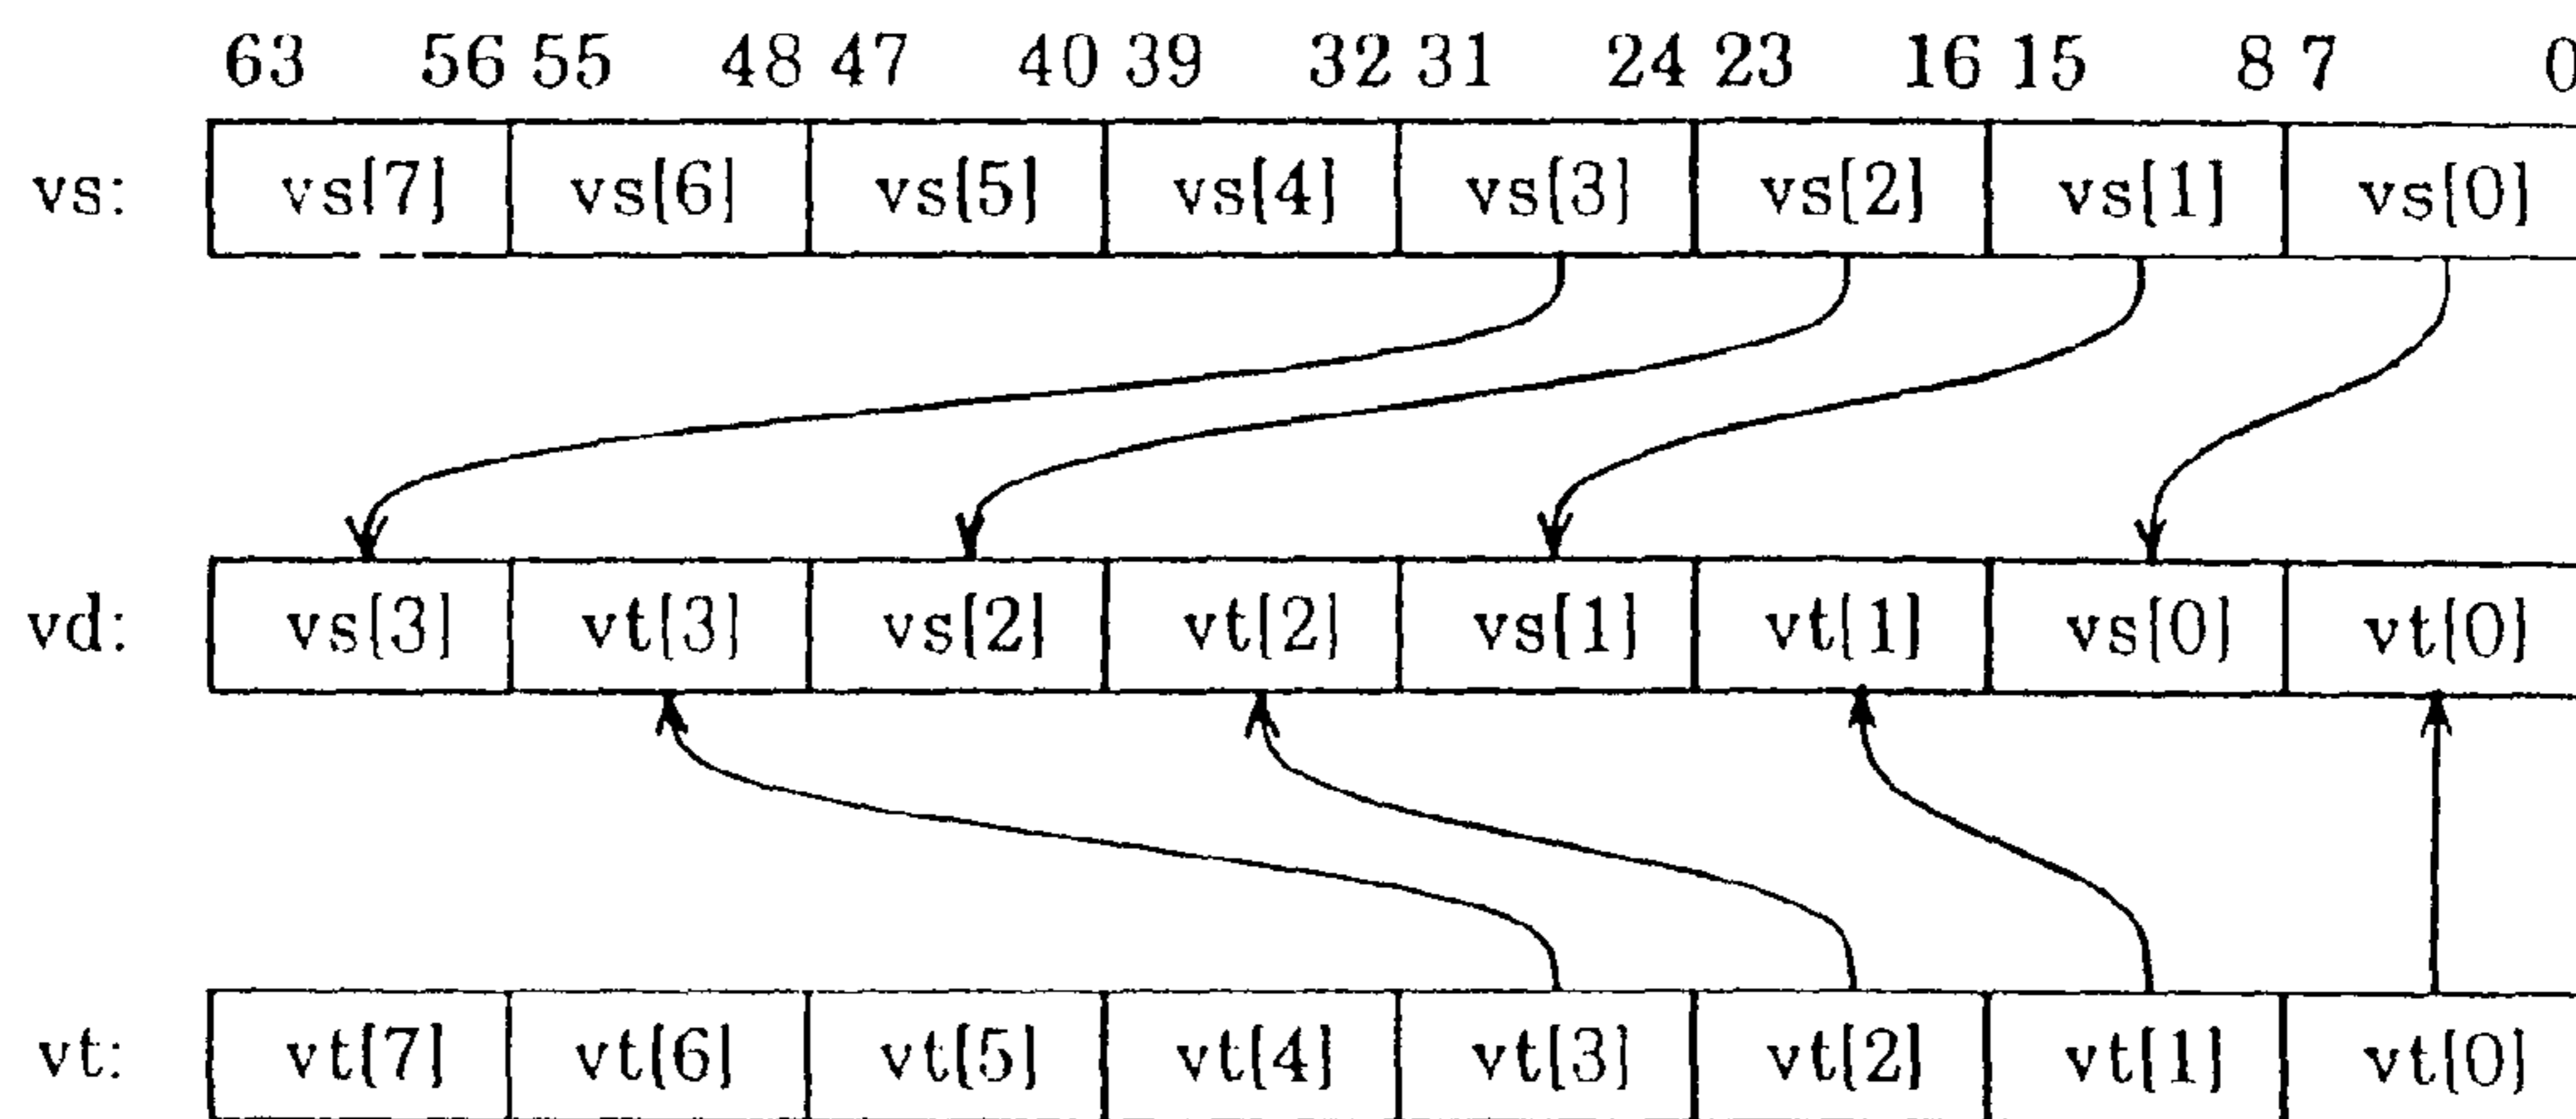 63 56 55 48 47 40 39 32 31 24 23 16 15 8 7 0
vs: vs[7] vs[6] vs[5] vs[4] vs[3] vs[2] vs[1] vs[0]
vd: vs[3] vt[3] vs[2] vt[2] vs[1] vt[1] vs[0] vt[0]
vt: vt[7] vt[6] vt[5] vt[4] vt[3] vt[2] vt[1] vt[0]